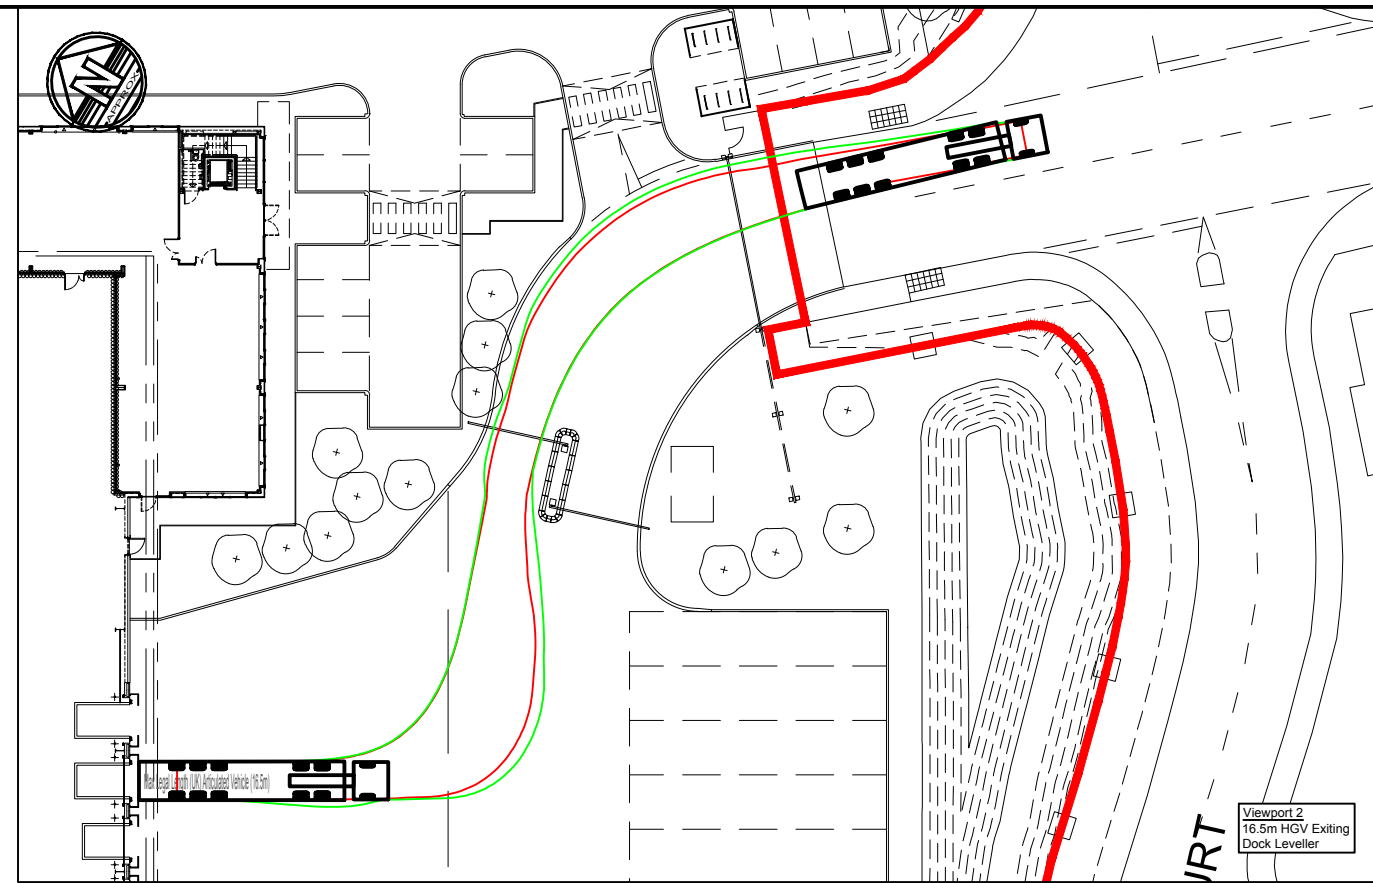 N
APPROX
Max Legal Length (UK) Articulated Vehicle (16.5m)
URT
Viewport 2
16.5m HGV Exiting
Dock Leveller